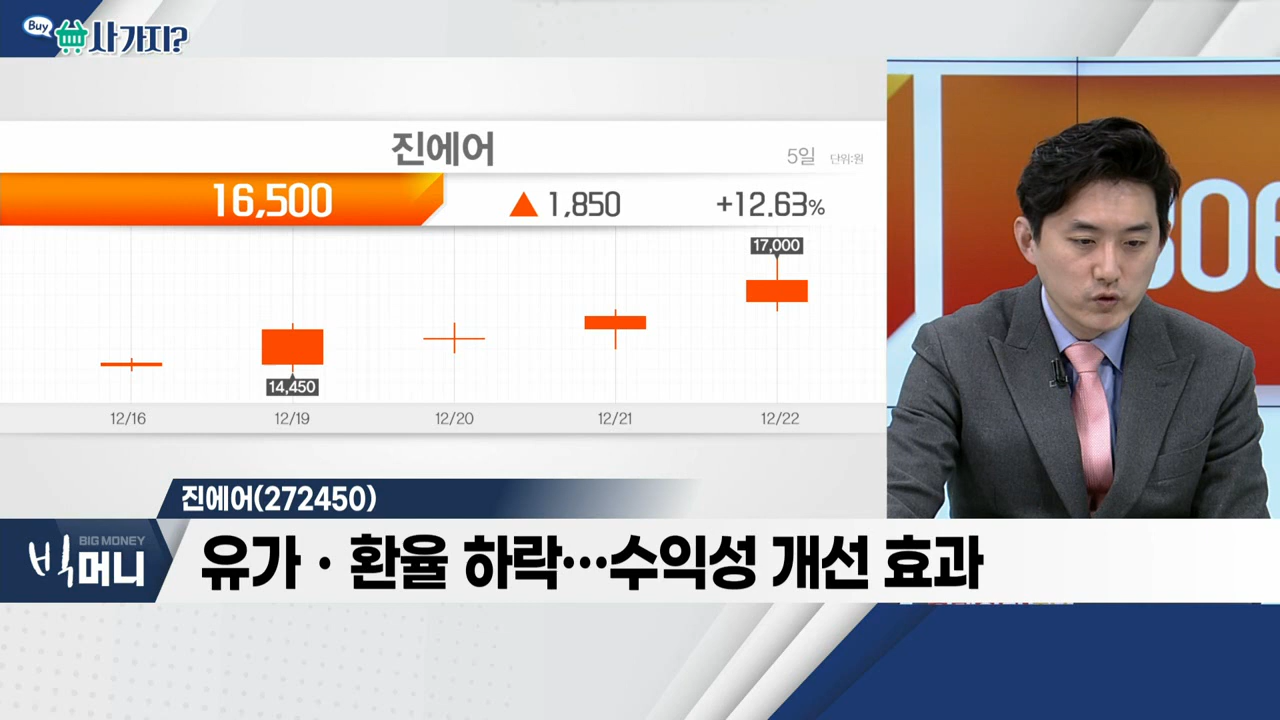 Buy 사가지?
진에어
5일 단위:원
16,500 ▲ 1,850 +12.63%
17,000
14,450
12/16 12/19 12/20 12/21 12/22
진에어(272450)
BIG MONEY
빅머니
유가·환율 하락…수익성 개선 효과